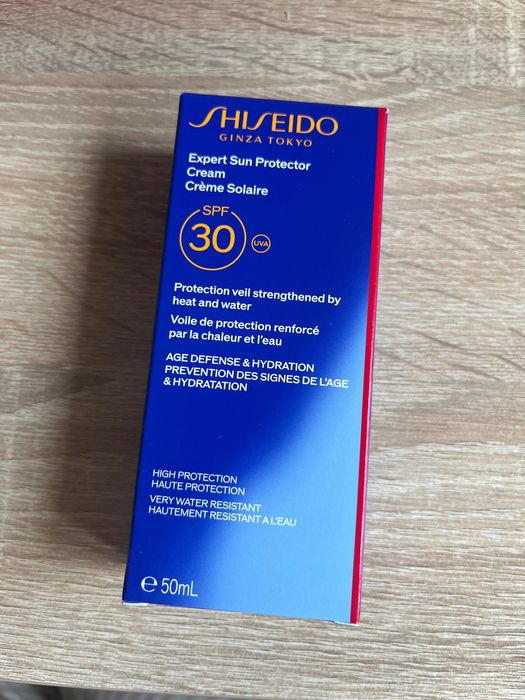 SHISEIDO
GINZA TOKYO
Expert Sun Protector
Cream
Crème Solaire
SPF
30
UVA
Protection veil strengthened by
heat and water
Voile de protection renforcé
par la chaleur et l'eau
AGE DEFENSE & HYDRATION
PREVENTION DES SIGNES DE L'AGE
& HYDRATATION
HIGH PROTECTION
HAUTE PROTECTION
VERY WATER RESISTANT
HAUTEMENT RESISTANT A L'EAU
℮ 50mL